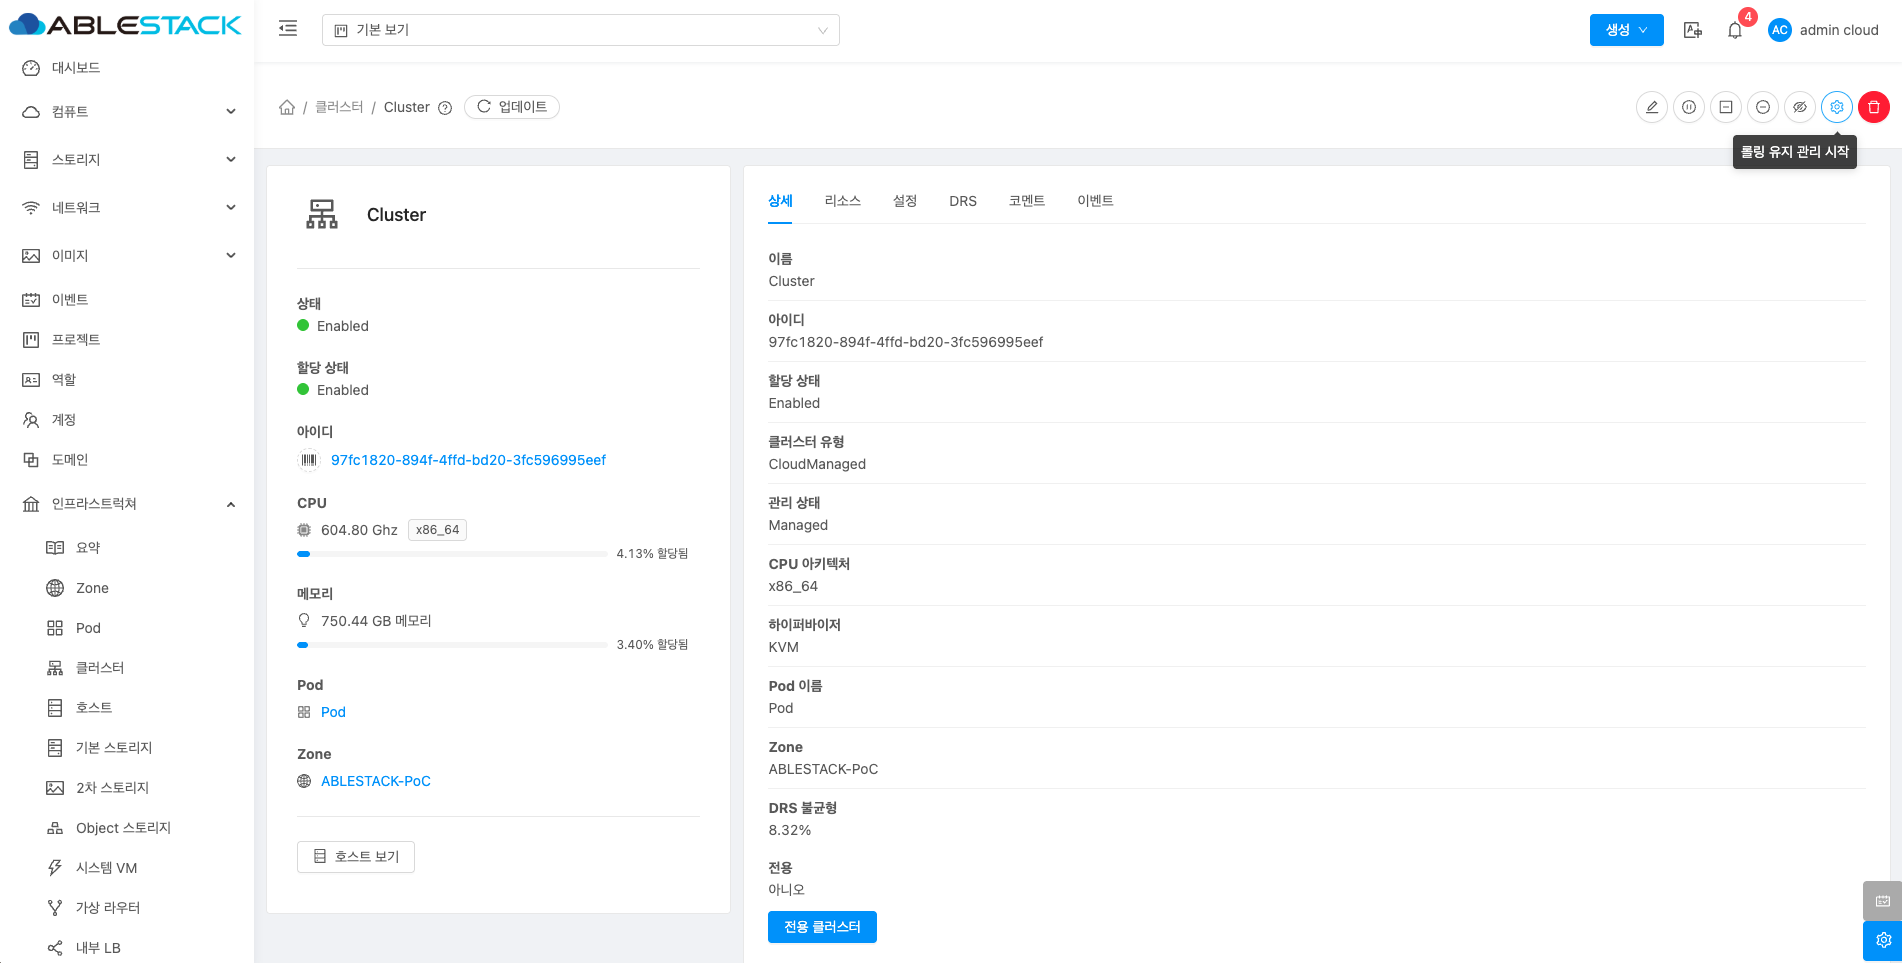 ABLESTACK
기본 보기
생성
4
AC
admin cloud
대시보드
컴퓨트
스토리지
네트워크
이미지
이벤트
프로젝트
역할
계정
도메인
인프라스트럭쳐
요약
Zone
Pod
클러스터
호스트
기본 스토리지
2차 스토리지
Object 스토리지
시스템 VM
가상 라우터
내부 LB
/ 클러스터 / Cluster
업데이트
롤링 유지 관리 시작
Cluster
상태
Enabled
할당 상태
Enabled
아이디
97fc1820-894f-4ffd-bd20-3fc596995eef
CPU
604.80 Ghz x86_64
4.13% 할당됨
메모리
750.44 GB 메모리
3.40% 할당됨
Pod
Pod
Zone
ABLESTACK-PoC
호스트 보기
상세 리소스 설정 DRS 코멘트 이벤트
이름
Cluster
아이디
97fc1820-894f-4ffd-bd20-3fc596995eef
할당 상태
Enabled
클러스터 유형
CloudManaged
관리 상태
Managed
CPU 아키텍처
x86_64
하이퍼바이저
KVM
Pod 이름
Pod
Zone
ABLESTACK-PoC
DRS 불균형
8.32%
전용
아니오
전용 클러스터